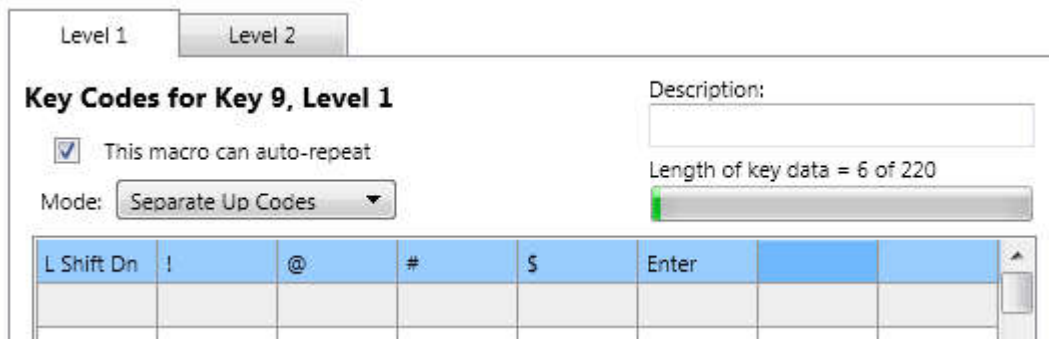 Level 1 Level 2
Key Codes for Key 9, Level 1
Description:
This macro can auto-repeat
Length of key data = 6 of 220
Mode: Separate Up Codes
L Shift Dn ! @ # $ Enter